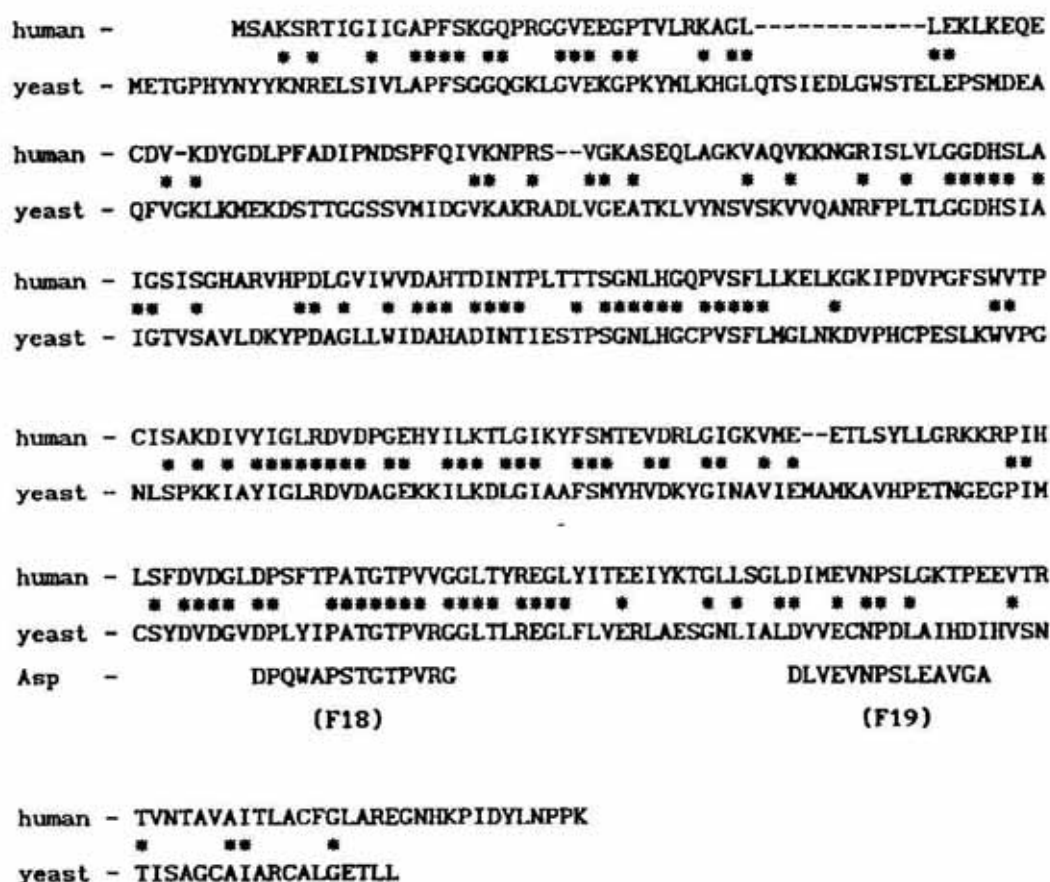 human - MSAKSRTIGIIGAPFSKGQPRGGVEEGPTVLRKAGL------------LEKLKEQE
* * * **** ** *** ** * ** **
yeast - METGPHYNYYKNRELSIVLAPFSGGQGKLGVEKGPKYMLKHGLQTSIEDLGWSTELEPSMDEA
human - CDV-KDYGDLPFADIPNDSPFQIVKNPRS--VGKASEQLAGKVAQVKKNGRISLVLGGDHSLA
* * ** * ** * * * * * ***** *
yeast - QFVGKLKMEKDSTTGGSSVMIDGVKAKRADLVGEATKLVYNSVSKVVQANRFPLTLGGDHSIA
human - IGSISGHARVHPDLGVIWVDAHTDINTPLTTTSGNLHGQPVSFLLKELKGKIPDVPGFSWVTP
** * ** * * *** **** * ****** ***** * **
yeast - IGTVSAVLDKYPDAGLLWIDAHADINTIESTPSGNLHGCPVSFLMGLNKDVPHCPESLKWVPG
human - CISAKDIVYIGLRDVDPGEHYILKTLGIKYFSMTEVDRLGIGKVME--ETLSYLLGRKKRPIH
* * * ******** ** *** *** *** ** ** * * **
yeast - NLSPKKIAYIGLRDVDAGEKKILKDLGIAAFSMYHVDKYGINAVIEMAMKAVHPETNGEGPIM
human - LSFDVDGLDPSFTPATGTPVVGGLTYREGLYITEEIYKTGLLSGLDIMEVNPSLGKTPEEVTR
* **** ** ******* **** **** * * * ** * ** * *
yeast - CSYDVDGVDPLYIPATGTPVRGGLTLREGLFLVERLAESGNLIALDVVECNPDLAIHDIHVSN
Asp - DPQWAPSTGTPVRG DLVEVNPSLEAVGA
(F18) (F19)
human - TVNTAVAITLACFGLAREGNHKPIDYLNPPK
* ** *
yeast - TISAGCAIARCALGETLL